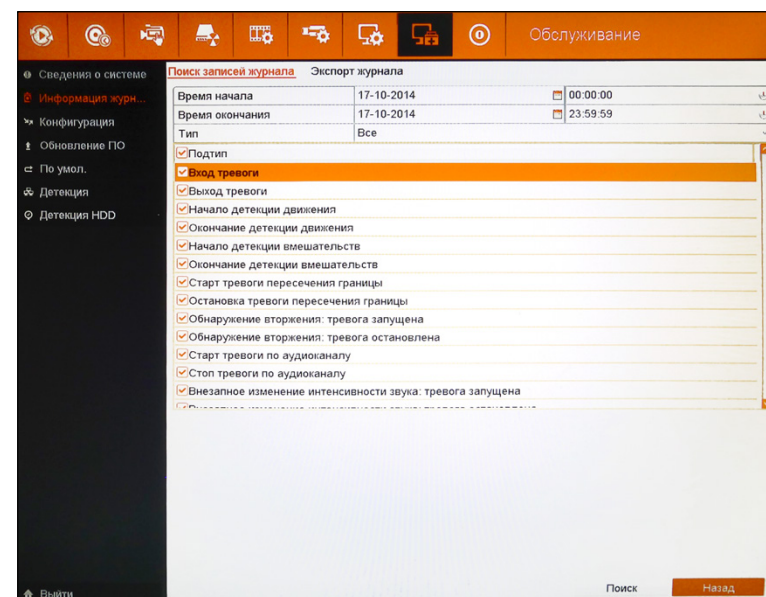 Обслуживание
Сведения о системе
Информация журн...
Конфигурация
Обновление ПО
По умол.
Детекция
Детекция HDD
Выйти
Поиск записей журнала Экспорт журнала
Время начала 17-10-2014 00:00:00
Время окончания 17-10-2014 23:59:59
Тип Все
Подтип
Вход тревоги
Выход тревоги
Начало детекции движения
Окончание детекции движения
Начало детекции вмешательств
Окончание детекции вмешательств
Старт тревоги пересечения границы
Остановка тревоги пересечения границы
Обнаружение вторжения: тревога запущена
Обнаружение вторжения: тревога остановлена
Старт тревоги по аудиоканалу
Стоп тревоги по аудиоканалу
Внезапное изменение интенсивности звука: тревога запущена
Поиск Назад